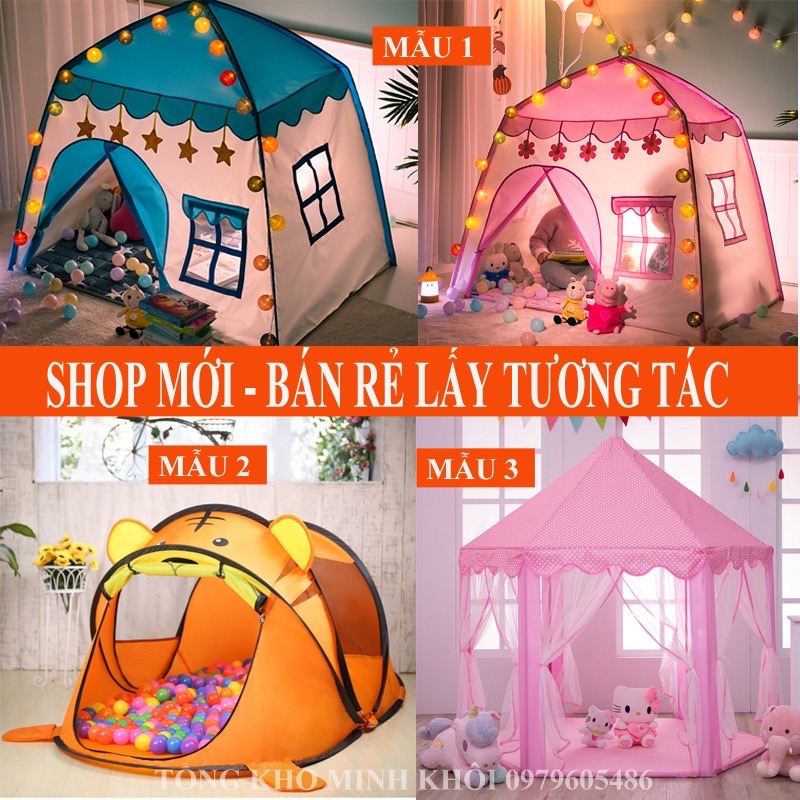 MẪU 1
SHOP MỚI - BÁN RẺ LẤY TƯƠNG TÁC
MẪU 2
MẪU 3
TỔNG KHO MINH KHÔI 0979605486